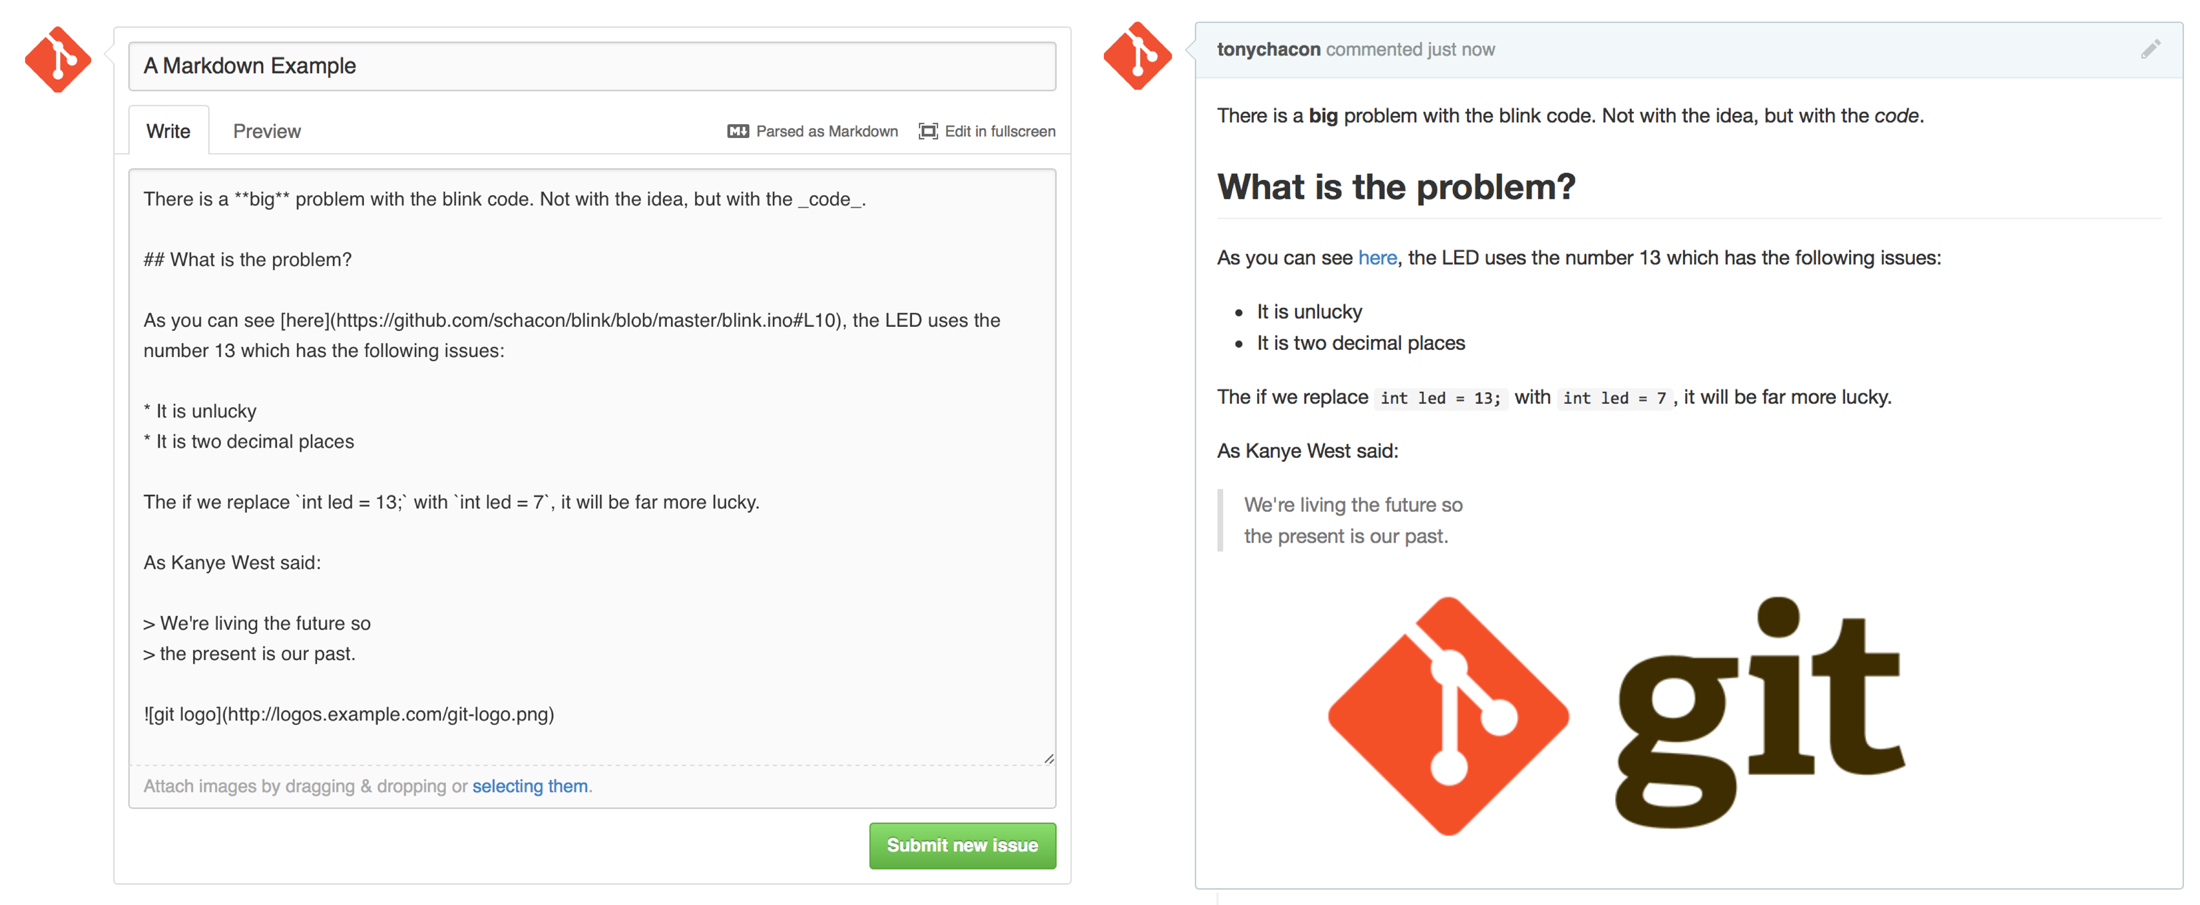 A Markdown Example
Write
Preview
Parsed as Markdown
Edit in fullscreen
There is a **big** problem with the blink code. Not with the idea, but with the _code_.
## What is the problem?
As you can see [here](https://github.com/schacon/blink/blob/master/blink.ino#L10), the LED uses the
number 13 which has the following issues:
* It is unlucky
* It is two decimal places
The if we replace `int led = 13;` with `int led = 7`, it will be far more lucky.
As Kanye West said:
> We're living the future so
> the present is our past.
![git logo](http://logos.example.com/git-logo.png)
Attach images by dragging & dropping or selecting them.
Submit new issue
tonychacon commented just now
There is a big problem with the blink code. Not with the idea, but with the code.
What is the problem?
As you can see here, the LED uses the number 13 which has the following issues:
• It is unlucky
• It is two decimal places
The if we replace int led = 13; with int led = 7 , it will be far more lucky.
As Kanye West said:
We're living the future so
the present is our past.
git